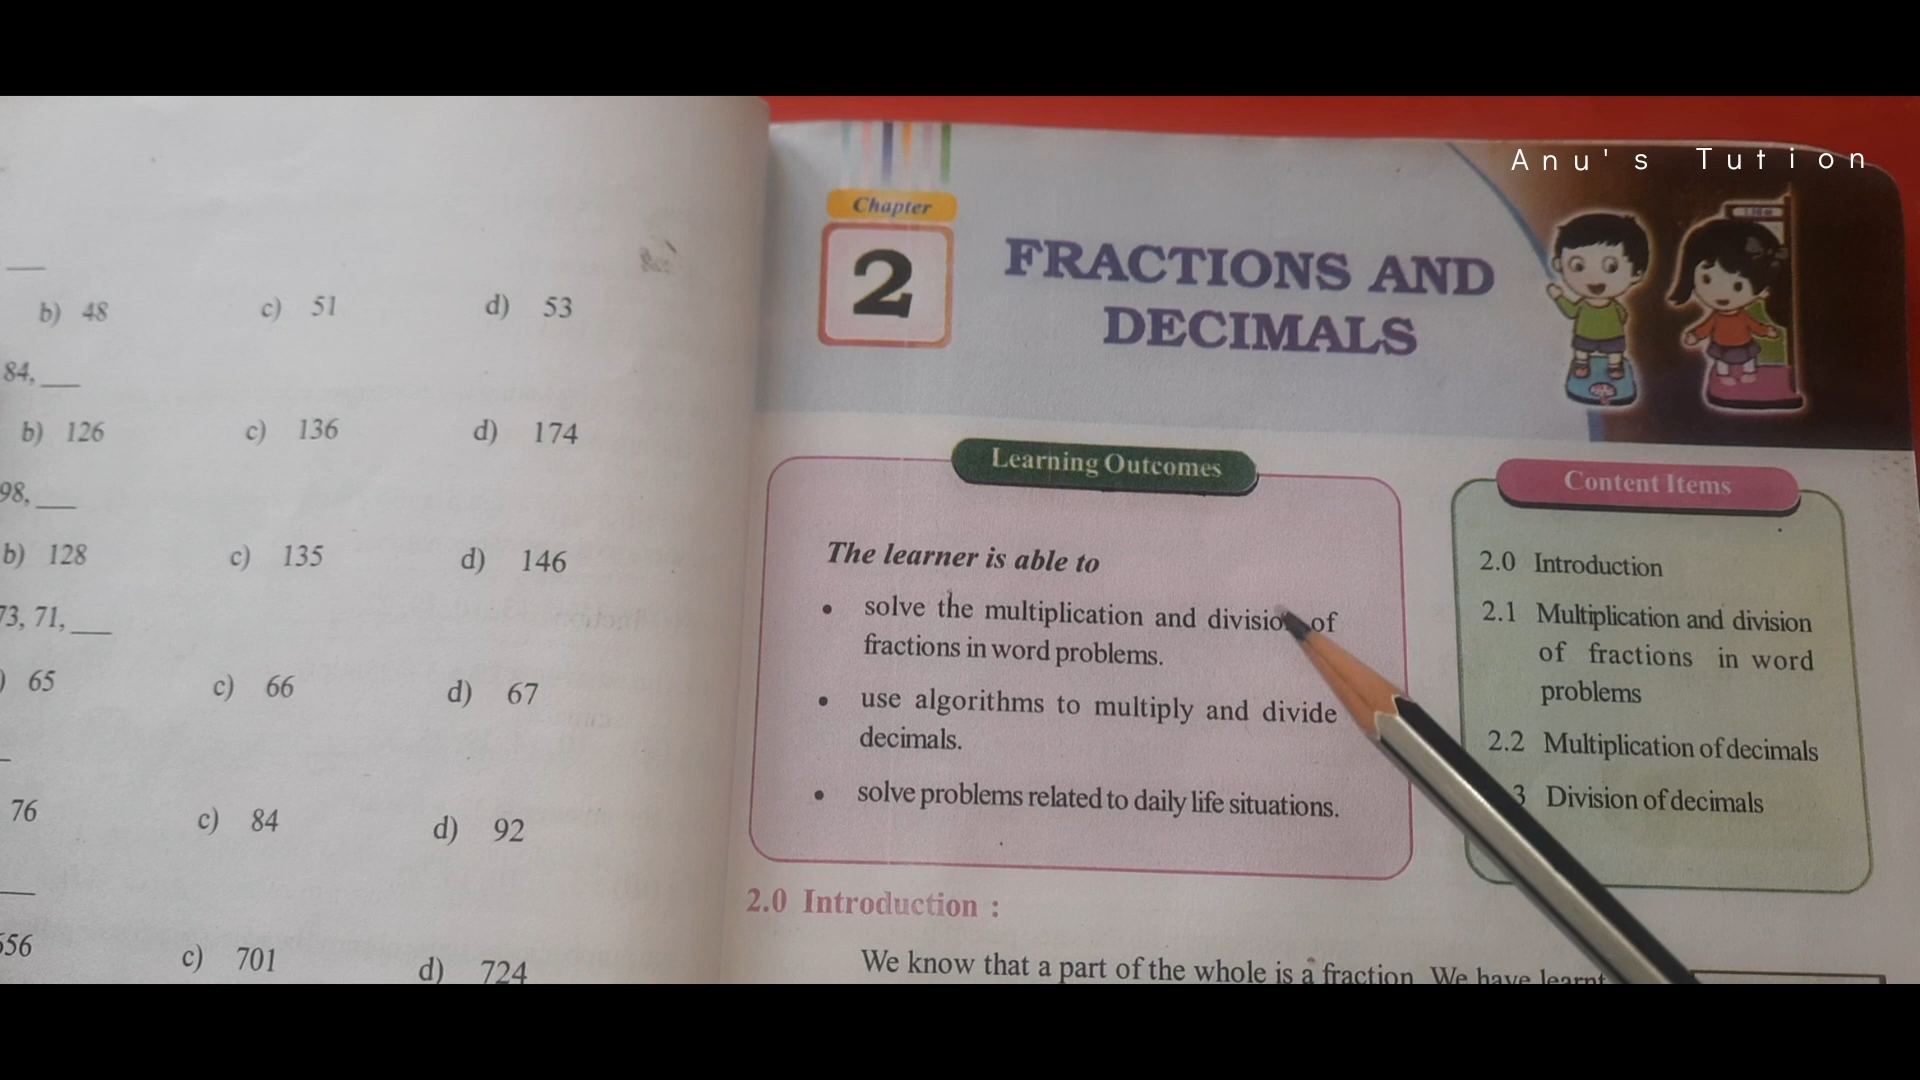 b) 48 c) 51 d) 53
84, ___
b) 126 c) 136 d) 174
98, ___
b) 128 c) 135 d) 146
73, 71, ___
) 65 c) 66 d) 67
76 c) 84 d) 92
656 c) 701 d) 724
Anu's Tution
Chapter
2
FRACTIONS AND
DECIMALS
Learning Outcomes
The learner is able to
• solve the multiplication and division of
fractions in word problems.
• use algorithms to multiply and divide
decimals.
• solve problems related to daily life situations.
Content Items
2.0 Introduction
2.1 Multiplication and division
of fractions in word
problems
2.2 Multiplication of decimals
3 Division of decimals
2.0 Introduction :
We know that a part of the whole is a fraction. We have learnt